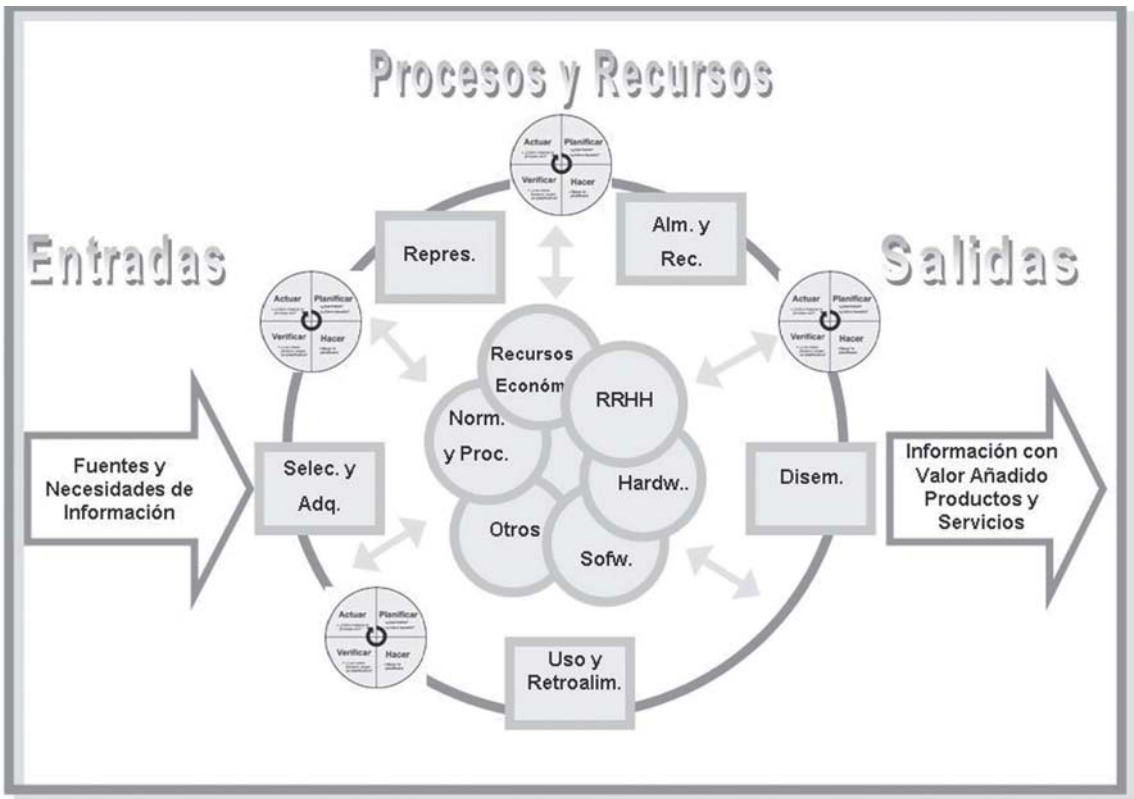 Procesos y Recursos
Entradas
Salidas
Actuar
Planificar
Verificar
Hacer
Repres.
Alm. y
Rec.
Actuar
Planificar
Verificar
Hacer
Actuar
Planificar
Verificar
Hacer
Recursos
Económ
RRHH
Norm.
y Proc.
Hardw..
Otros
Sofw.
Fuentes y
Necesidades de
Información
Selec. y
Adq.
Disem.
Información con
Valor Añadido
Productos y
Servicios
Actuar
Planificar
Verificar
Hacer
Uso y
Retroalim.